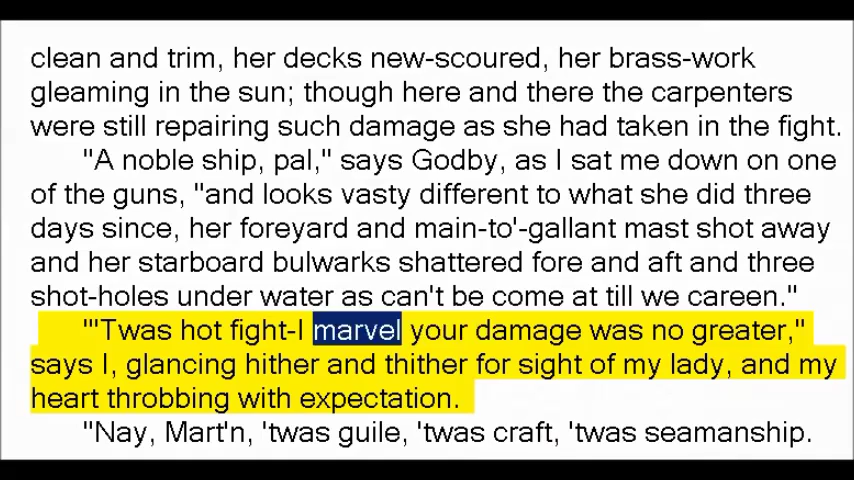 clean and trim, her decks new-scoured, her brass-work
gleaming in the sun; though here and there the carpenters
were still repairing such damage as she had taken in the fight.
"A noble ship, pal," says Godby, as I sat me down on one
of the guns, "and looks vasty different to what she did three
days since, her foreyard and main-to'-gallant mast shot away
and her starboard bulwarks shattered fore and aft and three
shot-holes under water as can't be come at till we careen."
"'Twas hot fight-I marvel your damage was no greater,"
says I, glancing hither and thither for sight of my lady, and my
heart throbbing with expectation.
"Nay, Mart'n, 'twas guile, 'twas craft, 'twas seamanship.